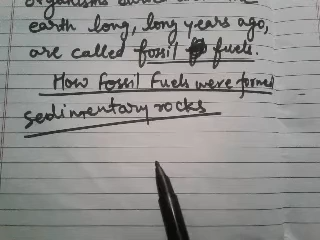 earth long, long years ago,
are called fossil fuels.
How Fossil Fuels were formed
sedimentary rocks